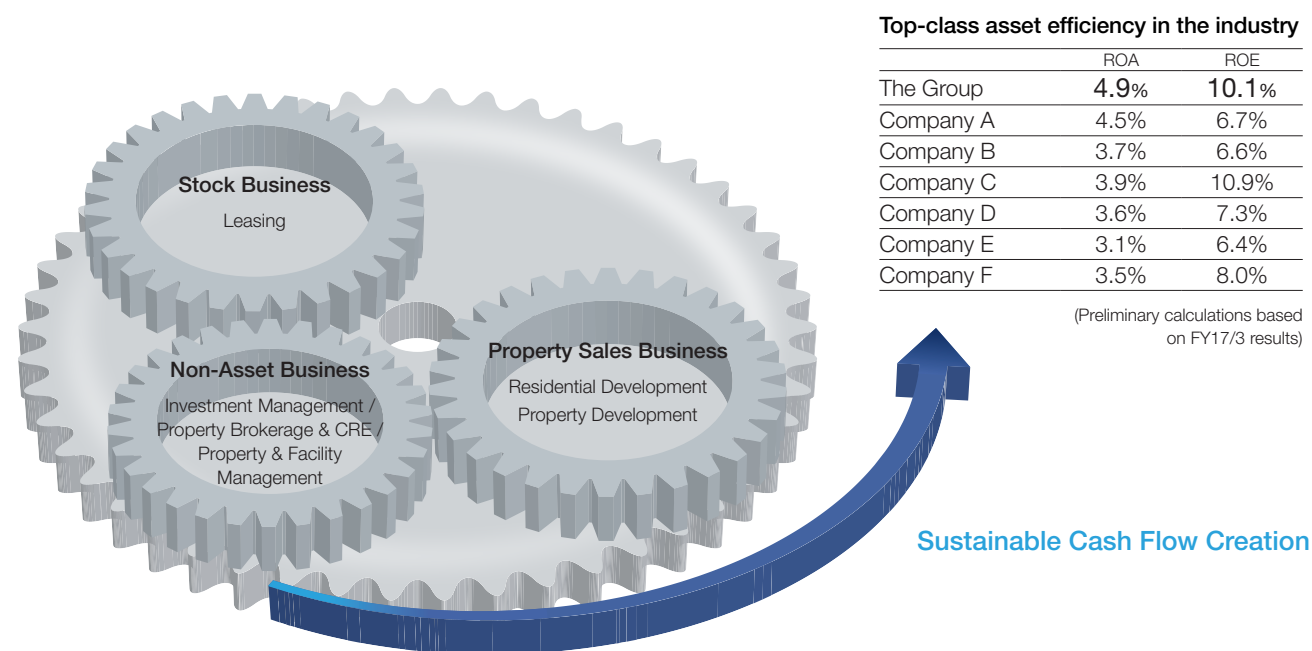 Top-class asset efficiency in the industry
ROA ROE
The Group 4.9% 10.1%
Company A 4.5% 6.7%
Company B 3.7% 6.6%
Company C 3.9% 10.9%
Company D 3.6% 7.3%
Company E 3.1% 6.4%
Company F 3.5% 8.0%
(Preliminary calculations based
on FY17/3 results)
Stock Business
Leasing
Non-Asset Business
Investment Management /
Property Brokerage & CRE /
Property & Facility
Management
Property Sales Business
Residential Development
Property Development
Sustainable Cash Flow Creation